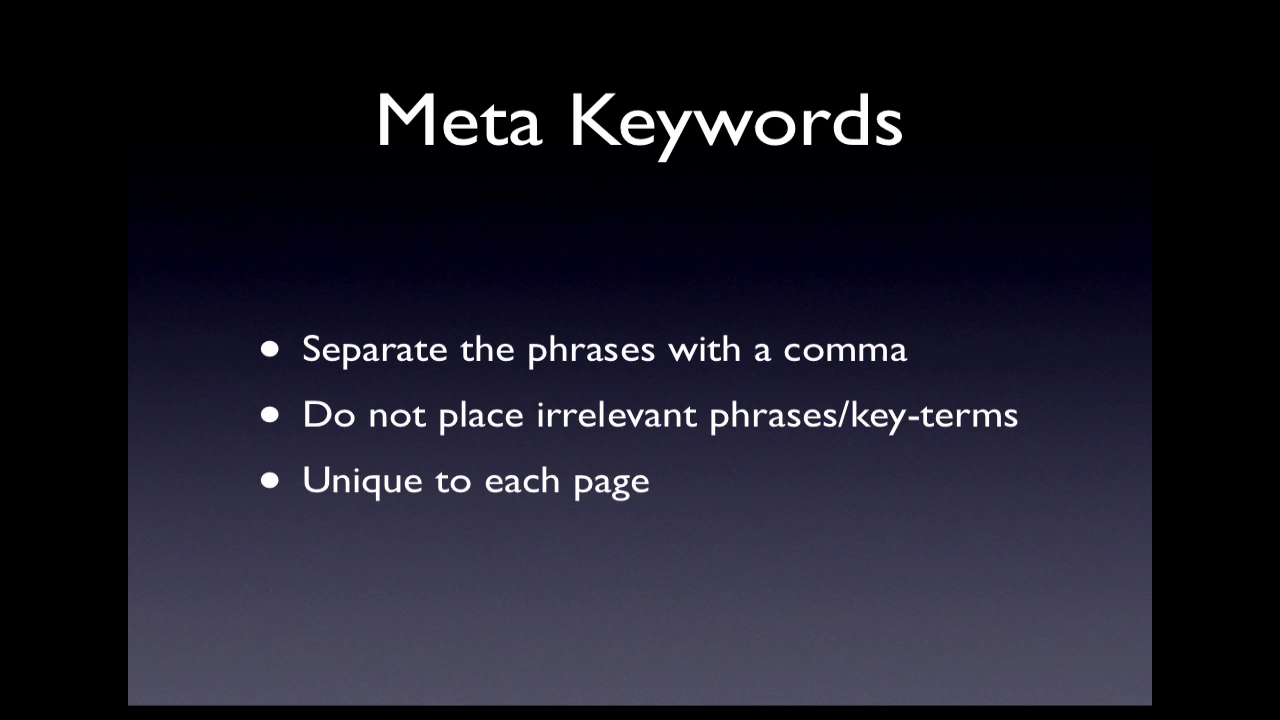 Meta Keywords
• Separate the phrases with a comma
• Do not place irrelevant phrases/key-terms
• Unique to each page